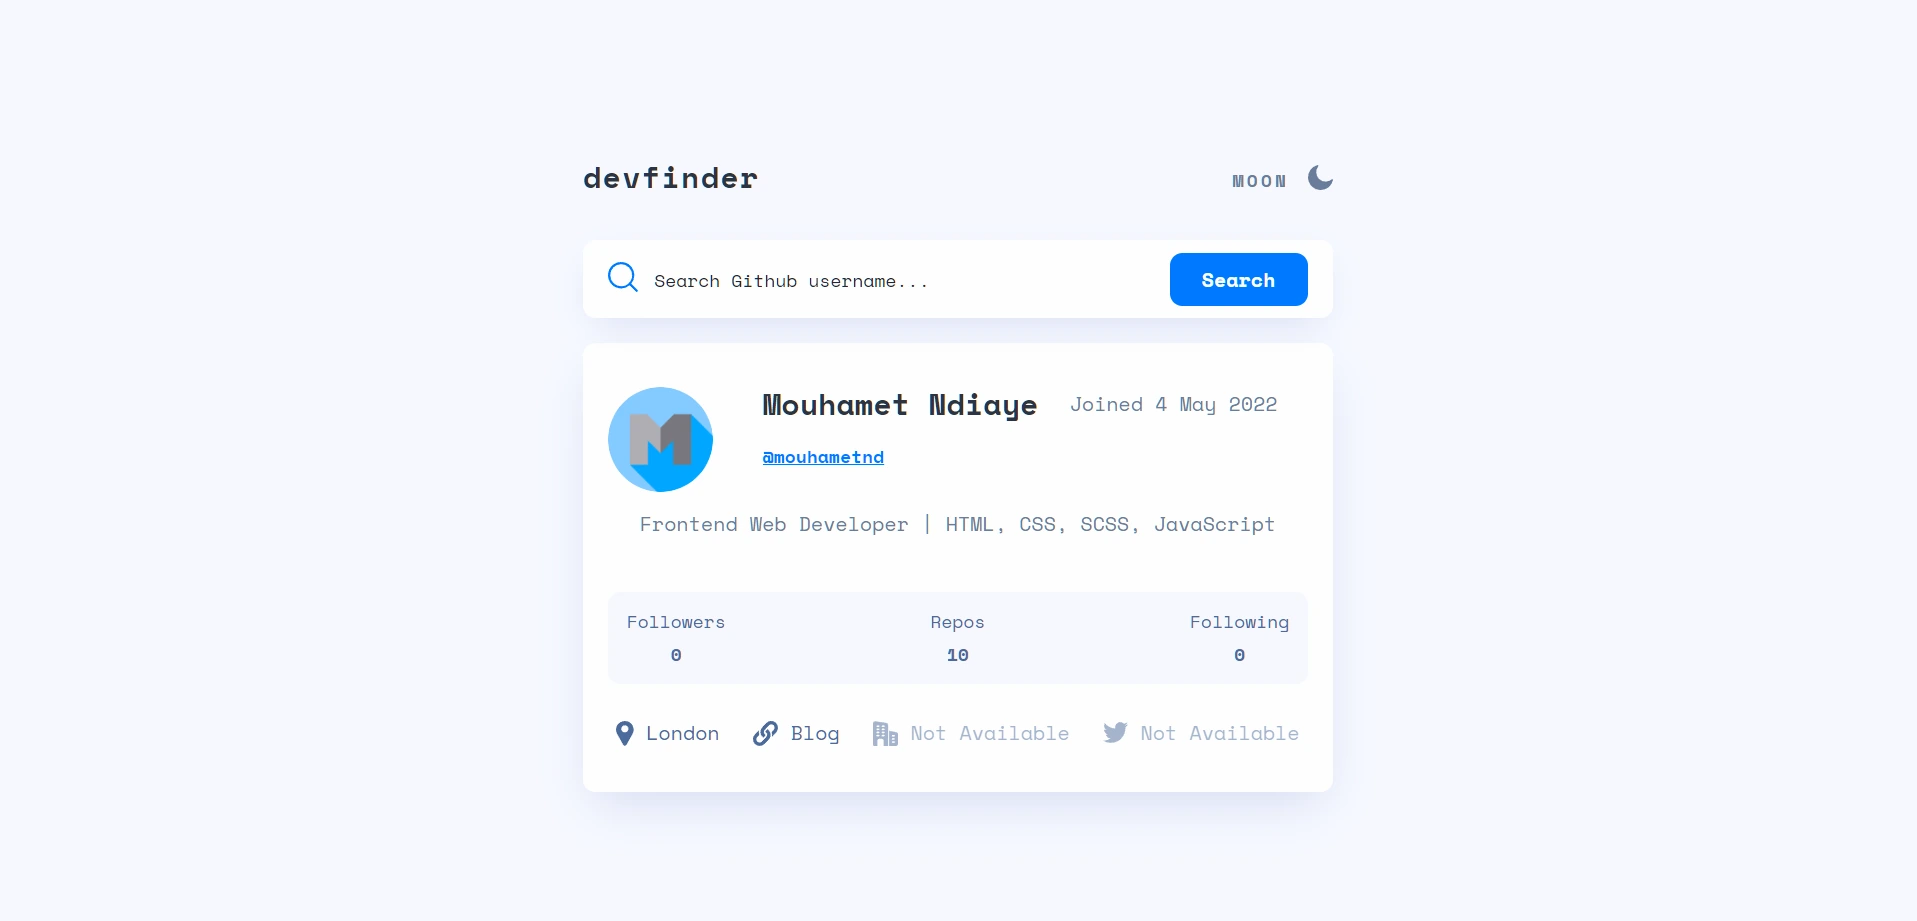 devfinder
MOON
Search Github username...
Search
Mouhamet Ndiaye
Joined 4 May 2022
@mouhametnd
Frontend Web Developer | HTML, CSS, SCSS, JavaScript
Followers Repos Following
0 10 0
London Blog Not Available Not Available